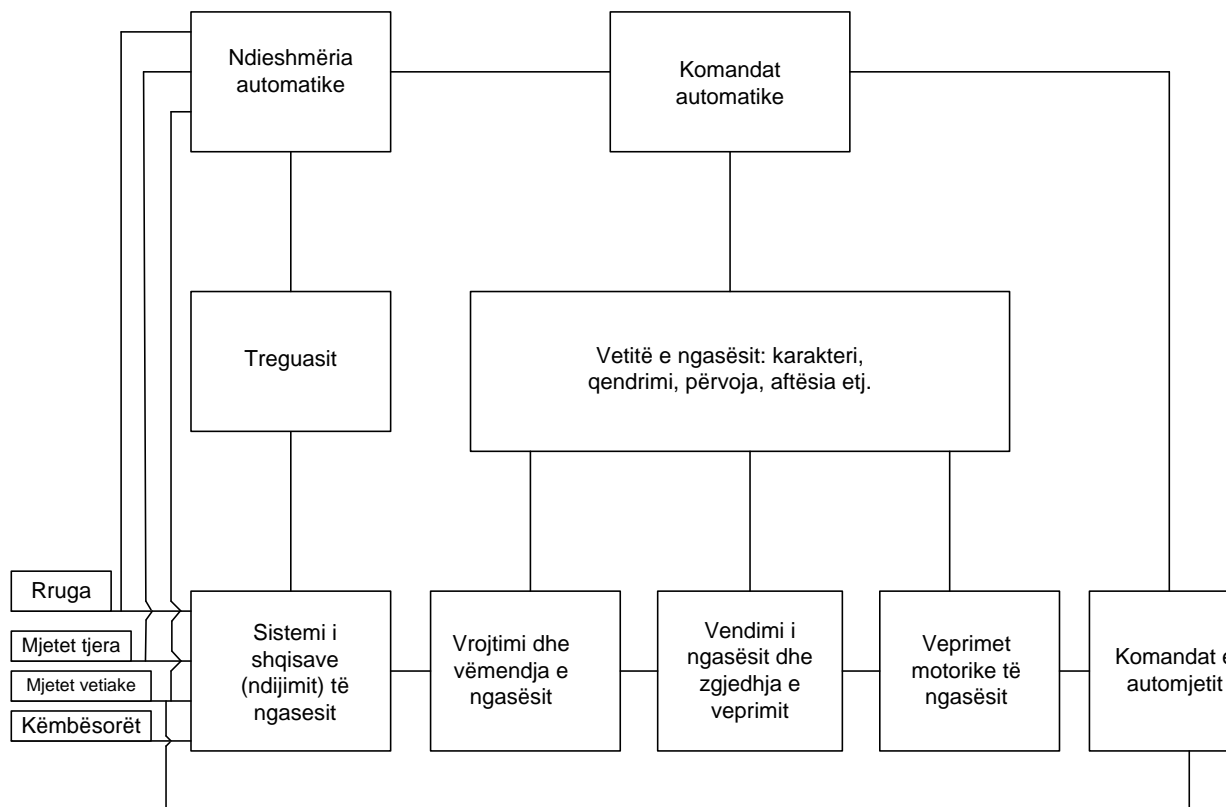 Ndieshmëria
automatike
Komandat
automatike
Treguasit
Vetitë e ngasësit: karakteri,
qendrimi, përvoja, aftësia etj.
Rruga
Mjetet tjera
Mjetet vetiake
Këmbësorët
Sistemi i
shqisave
(ndijimit) të
ngasesit
Vrojtimi dhe
vëmendja e
ngasësit
Vendimi i
ngasësit dhe
zgjedhja e
veprimit
Veprimet
motorike të
ngasësit
Komandat e
automjetit